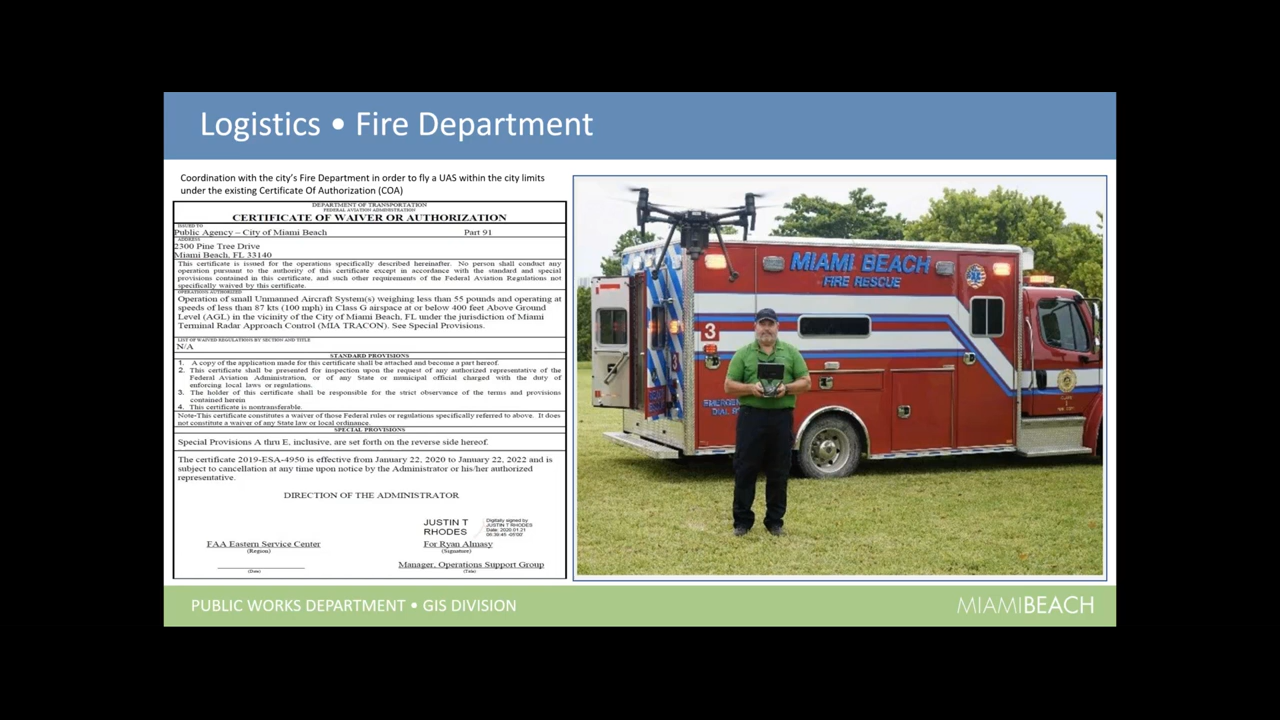 Logistics • Fire Department
Coordination with the city's Fire Department in order to fly a UAS within the city limits
under the existing Certificate Of Authorization (COA)
DEPARTMENT OF TRANSPORTATION
FEDERAL AVIATION ADMINISTRATION
CERTIFICATE OF WAIVER OR AUTHORIZATION
ISSUED TO
Public Agency – City of Miami Beach Part 91
ADDRESS
2300 Pine Tree Drive
Miami Beach, FL 33140
This certificate is issued for the operations specifically described hereinafter. No person shall conduct any
operation pursuant to the authority of this certificate except in accordance with the standard and special
provisions contained in this certificate, and such other requirements of the Federal Aviation Regulations not
specifically waived by this certificate.
OPERATIONS AUTHORIZED
Operation of small Unmanned Aircraft System(s) weighing less than 55 pounds and operating at
speeds of less than 87 kts (100 mph) in Class G airspace at or below 400 feet Above Ground
Level (AGL) in the vicinity of the City of Miami Beach, FL under the jurisdiction of Miami
Terminal Radar Approach Control (MIA TRACON). See Special Provisions.
LIST OF WAIVED REGULATIONS BY SECTION AND TITLE
N/A
STANDARD PROVISIONS
1. A copy of the application made for this certificate shall be attached and become a part hereof.
2. This certificate shall be presented for inspection upon the request of any authorized representative of the
Federal Aviation Administration, or of any State or municipal official charged with the duty of
enforcing local laws or regulations.
3. The holder of this certificate shall be responsible for the strict observance of the terms and provisions
contained herein
4. This certificate is nontransferable.
Note-This certificate constitutes a waiver of those Federal rules or regulations specifically referred to above. It does
not constitute a waiver of any State law or local ordinance.
SPECIAL PROVISIONS
Special Provisions A thru E, inclusive, are set forth on the reverse side hereof.
The certificate 2019-ESA-4950 is effective from January 22, 2020 to January 22, 2022 and is
subject to cancellation at any time upon notice by the Administrator or his/her authorized
representative.
DIRECTION OF THE ADMINISTRATOR
JUSTIN T
RHODES
Digitally signed by
JUSTIN T RHODES
Date: 2020.01.21
FAA Eastern Service Center
(Region)
For Ryan Almasy
(Signature)
(Date)
Manager, Operations Support Group
(Title)
MIAMI BEACH
FIRE RESCUE
3
PUBLIC WORKS DEPARTMENT • GIS DIVISION
MIAMIBEACH